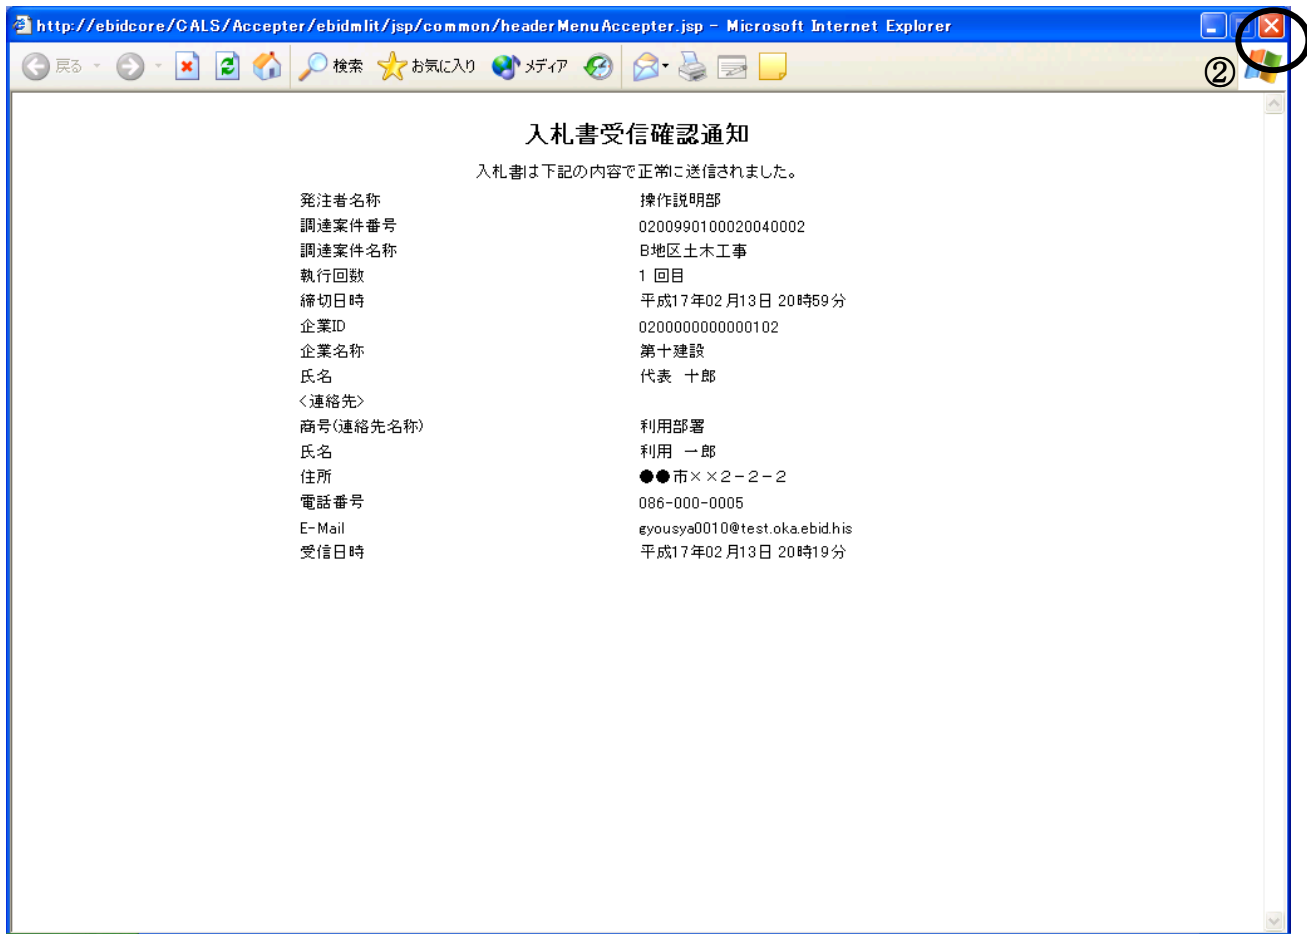 http://ebidcore/CALS/Accepter/ebidmlit/jsp/common/headerMenuAccepter.jsp - Microsoft Internet Explorer
戻る 検索 お気に入り メディア ②
入札書受信確認通知
入札書は下記の内容で正常に送信されました。
発注者名称 操作説明部
調達案件番号 0200990100020040002
調達案件名称 B地区土木工事
執行回数 1 回目
締切日時 平成17年02月13日 20時59分
企業ID 0200000000000102
企業名称 第十建設
氏名 代表 十郎
<連絡先>
商号(連絡先名称) 利用部署
氏名 利用 一郎
住所 ●●市××2-2-2
電話番号 086-000-0005
E-Mail gyousya0010@test.oka.ebid.his
受信日時 平成17年02月13日 20時19分